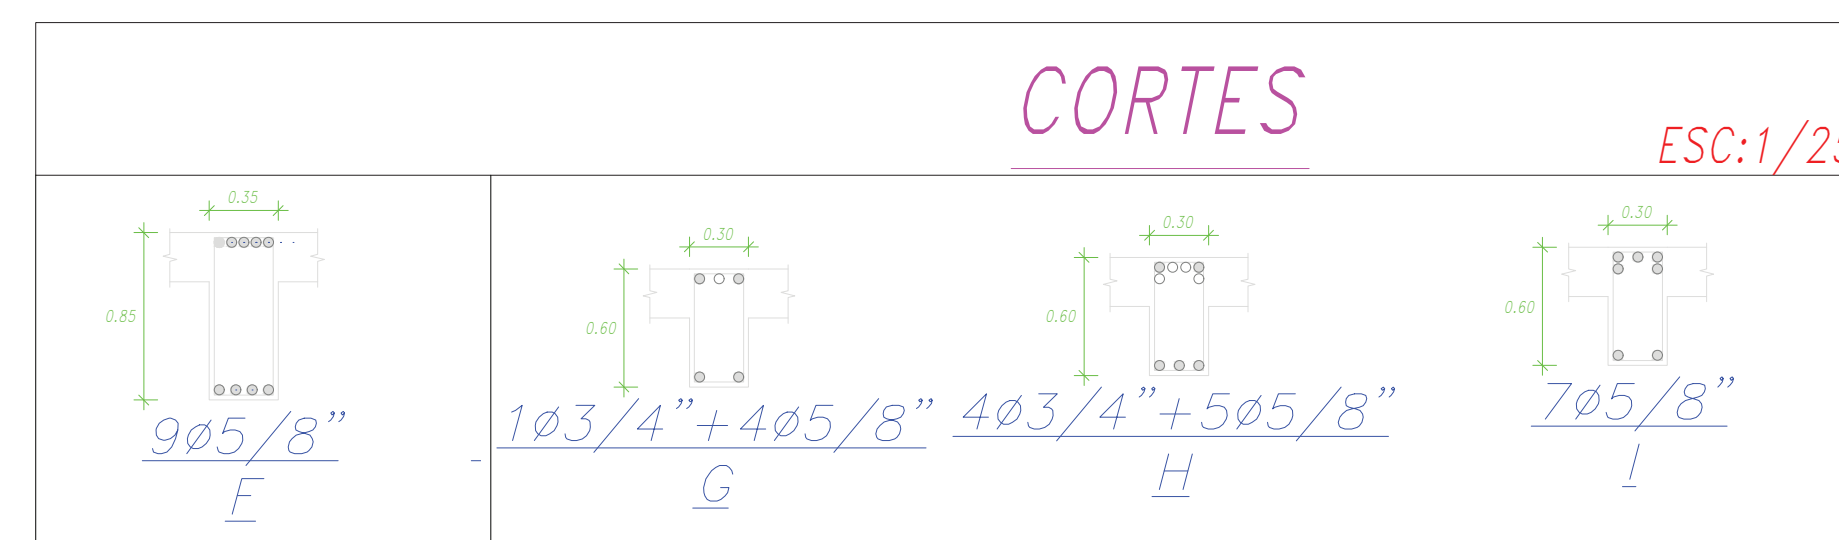 CORTES
ESC:1/25
0.35
0.85
9ø5/8”
F
0.30
0.60
1ø3/4”+4ø5/8”
G
0.30
0.60
4ø3/4”+5ø5/8”
H
0.30
0.60
7ø5/8”
I